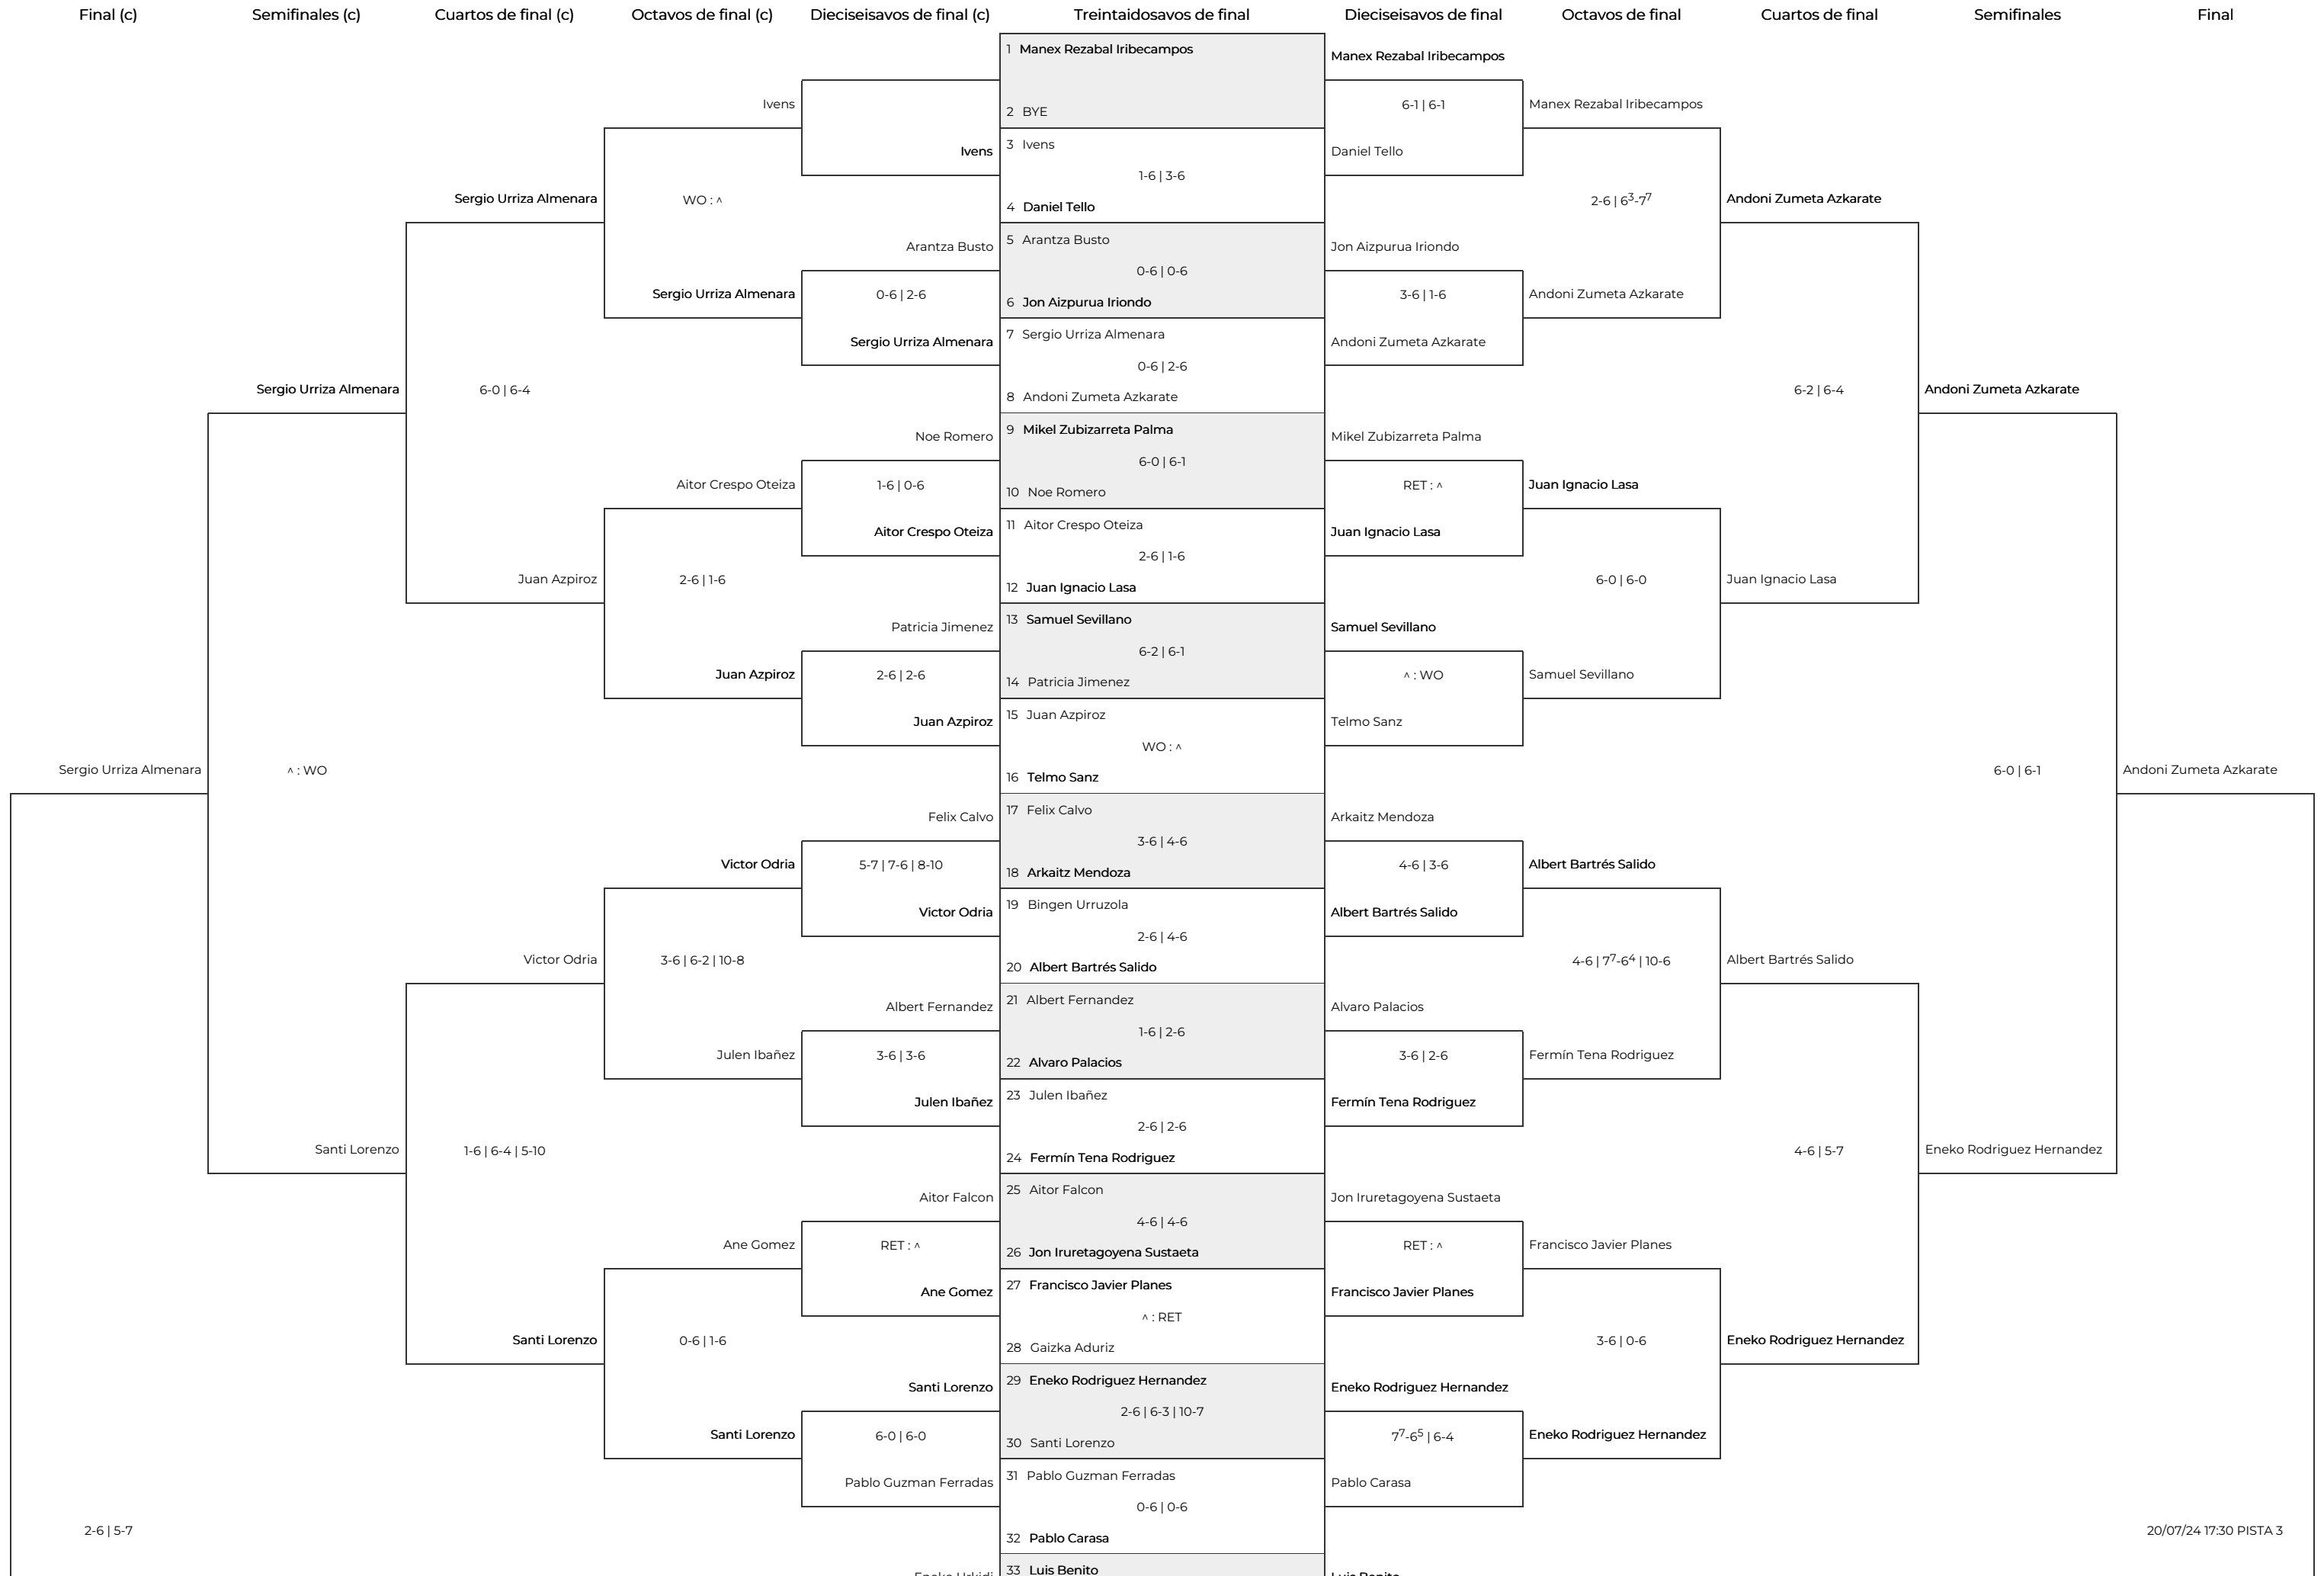 Final (c) Semifinales (c) Cuartos de final (c) Octavos de final (c) Dieciseisavos de final (c) Treintaidosavos de final Dieciseisavos de final Octavos de final Cuartos de final Semifinales Final
1 Manex Rezabal Iribecampos
Manex Rezabal Iribecampos
Ivens 6-1 | 6-1 Manex Rezabal Iribecampos
2 BYE
3 Ivens
Ivens Daniel Tello
1-6 | 3-6
Sergio Urriza Almenara WO : ^ 2-6 | 6³-7⁷ Andoni Zumeta Azkarate
4 Daniel Tello
5 Arantza Busto
Arantza Busto Jon Aizpurua Iriondo
0-6 | 0-6
Sergio Urriza Almenara 0-6 | 2-6 3-6 | 1-6 Andoni Zumeta Azkarate
6 Jon Aizpurua Iriondo
7 Sergio Urriza Almenara
Sergio Urriza Almenara Andoni Zumeta Azkarate
0-6 | 2-6
Sergio Urriza Almenara 6-0 | 6-4 6-2 | 6-4 Andoni Zumeta Azkarate
8 Andoni Zumeta Azkarate
9 Mikel Zubizarreta Palma
Noe Romero Mikel Zubizarreta Palma
6-0 | 6-1
Aitor Crespo Oteiza 1-6 | 0-6 RET : ^ Juan Ignacio Lasa
10 Noe Romero
11 Aitor Crespo Oteiza
Aitor Crespo Oteiza Juan Ignacio Lasa
2-6 | 1-6
Juan Azpiroz 2-6 | 1-6 6-0 | 6-0 Juan Ignacio Lasa
12 Juan Ignacio Lasa
13 Samuel Sevillano
Patricia Jimenez Samuel Sevillano
6-2 | 6-1
Juan Azpiroz 2-6 | 2-6 ^ : WO Samuel Sevillano
14 Patricia Jimenez
15 Juan Azpiroz
Juan Azpiroz Telmo Sanz
WO : ^
Sergio Urriza Almenara ^ : WO 6-0 | 6-1 Andoni Zumeta Azkarate
16 Telmo Sanz
17 Felix Calvo
Felix Calvo Arkaitz Mendoza
3-6 | 4-6
Victor Odria 5-7 | 7-6 | 8-10 4-6 | 3-6 Albert Bartrés Salido
18 Arkaitz Mendoza
19 Bingen Urruzola
Victor Odria Albert Bartrés Salido
2-6 | 4-6
Victor Odria 3-6 | 6-2 | 10-8 4-6 | 7⁷-6⁴ | 10-6 Albert Bartrés Salido
20 Albert Bartrés Salido
21 Albert Fernandez
Albert Fernandez Alvaro Palacios
1-6 | 2-6
Julen Ibañez 3-6 | 3-6 3-6 | 2-6 Fermín Tena Rodriguez
22 Alvaro Palacios
23 Julen Ibañez
Julen Ibañez Fermín Tena Rodriguez
2-6 | 2-6
Santi Lorenzo 1-6 | 6-4 | 5-10 4-6 | 5-7 Eneko Rodriguez Hernandez
24 Fermín Tena Rodriguez
25 Aitor Falcon
Aitor Falcon Jon Iruretagoyena Sustaeta
4-6 | 4-6
Ane Gomez RET : ^ RET : ^ Francisco Javier Planes
26 Jon Iruretagoyena Sustaeta
27 Francisco Javier Planes
Ane Gomez Francisco Javier Planes
^ : RET
Santi Lorenzo 0-6 | 1-6 3-6 | 0-6 Eneko Rodriguez Hernandez
28 Gaizka Aduriz
29 Eneko Rodriguez Hernandez
Santi Lorenzo Eneko Rodriguez Hernandez
2-6 | 6-3 | 10-7
Santi Lorenzo 6-0 | 6-0 7⁷-6⁵ | 6-4 Eneko Rodriguez Hernandez
30 Santi Lorenzo
31 Pablo Guzman Ferradas
Pablo Guzman Ferradas Pablo Carasa
0-6 | 0-6
2-6 | 5-7 20/07/24 17:30 PISTA 3
32 Pablo Carasa
33 Luis Benito
Eneko Urkidi Luis Benito